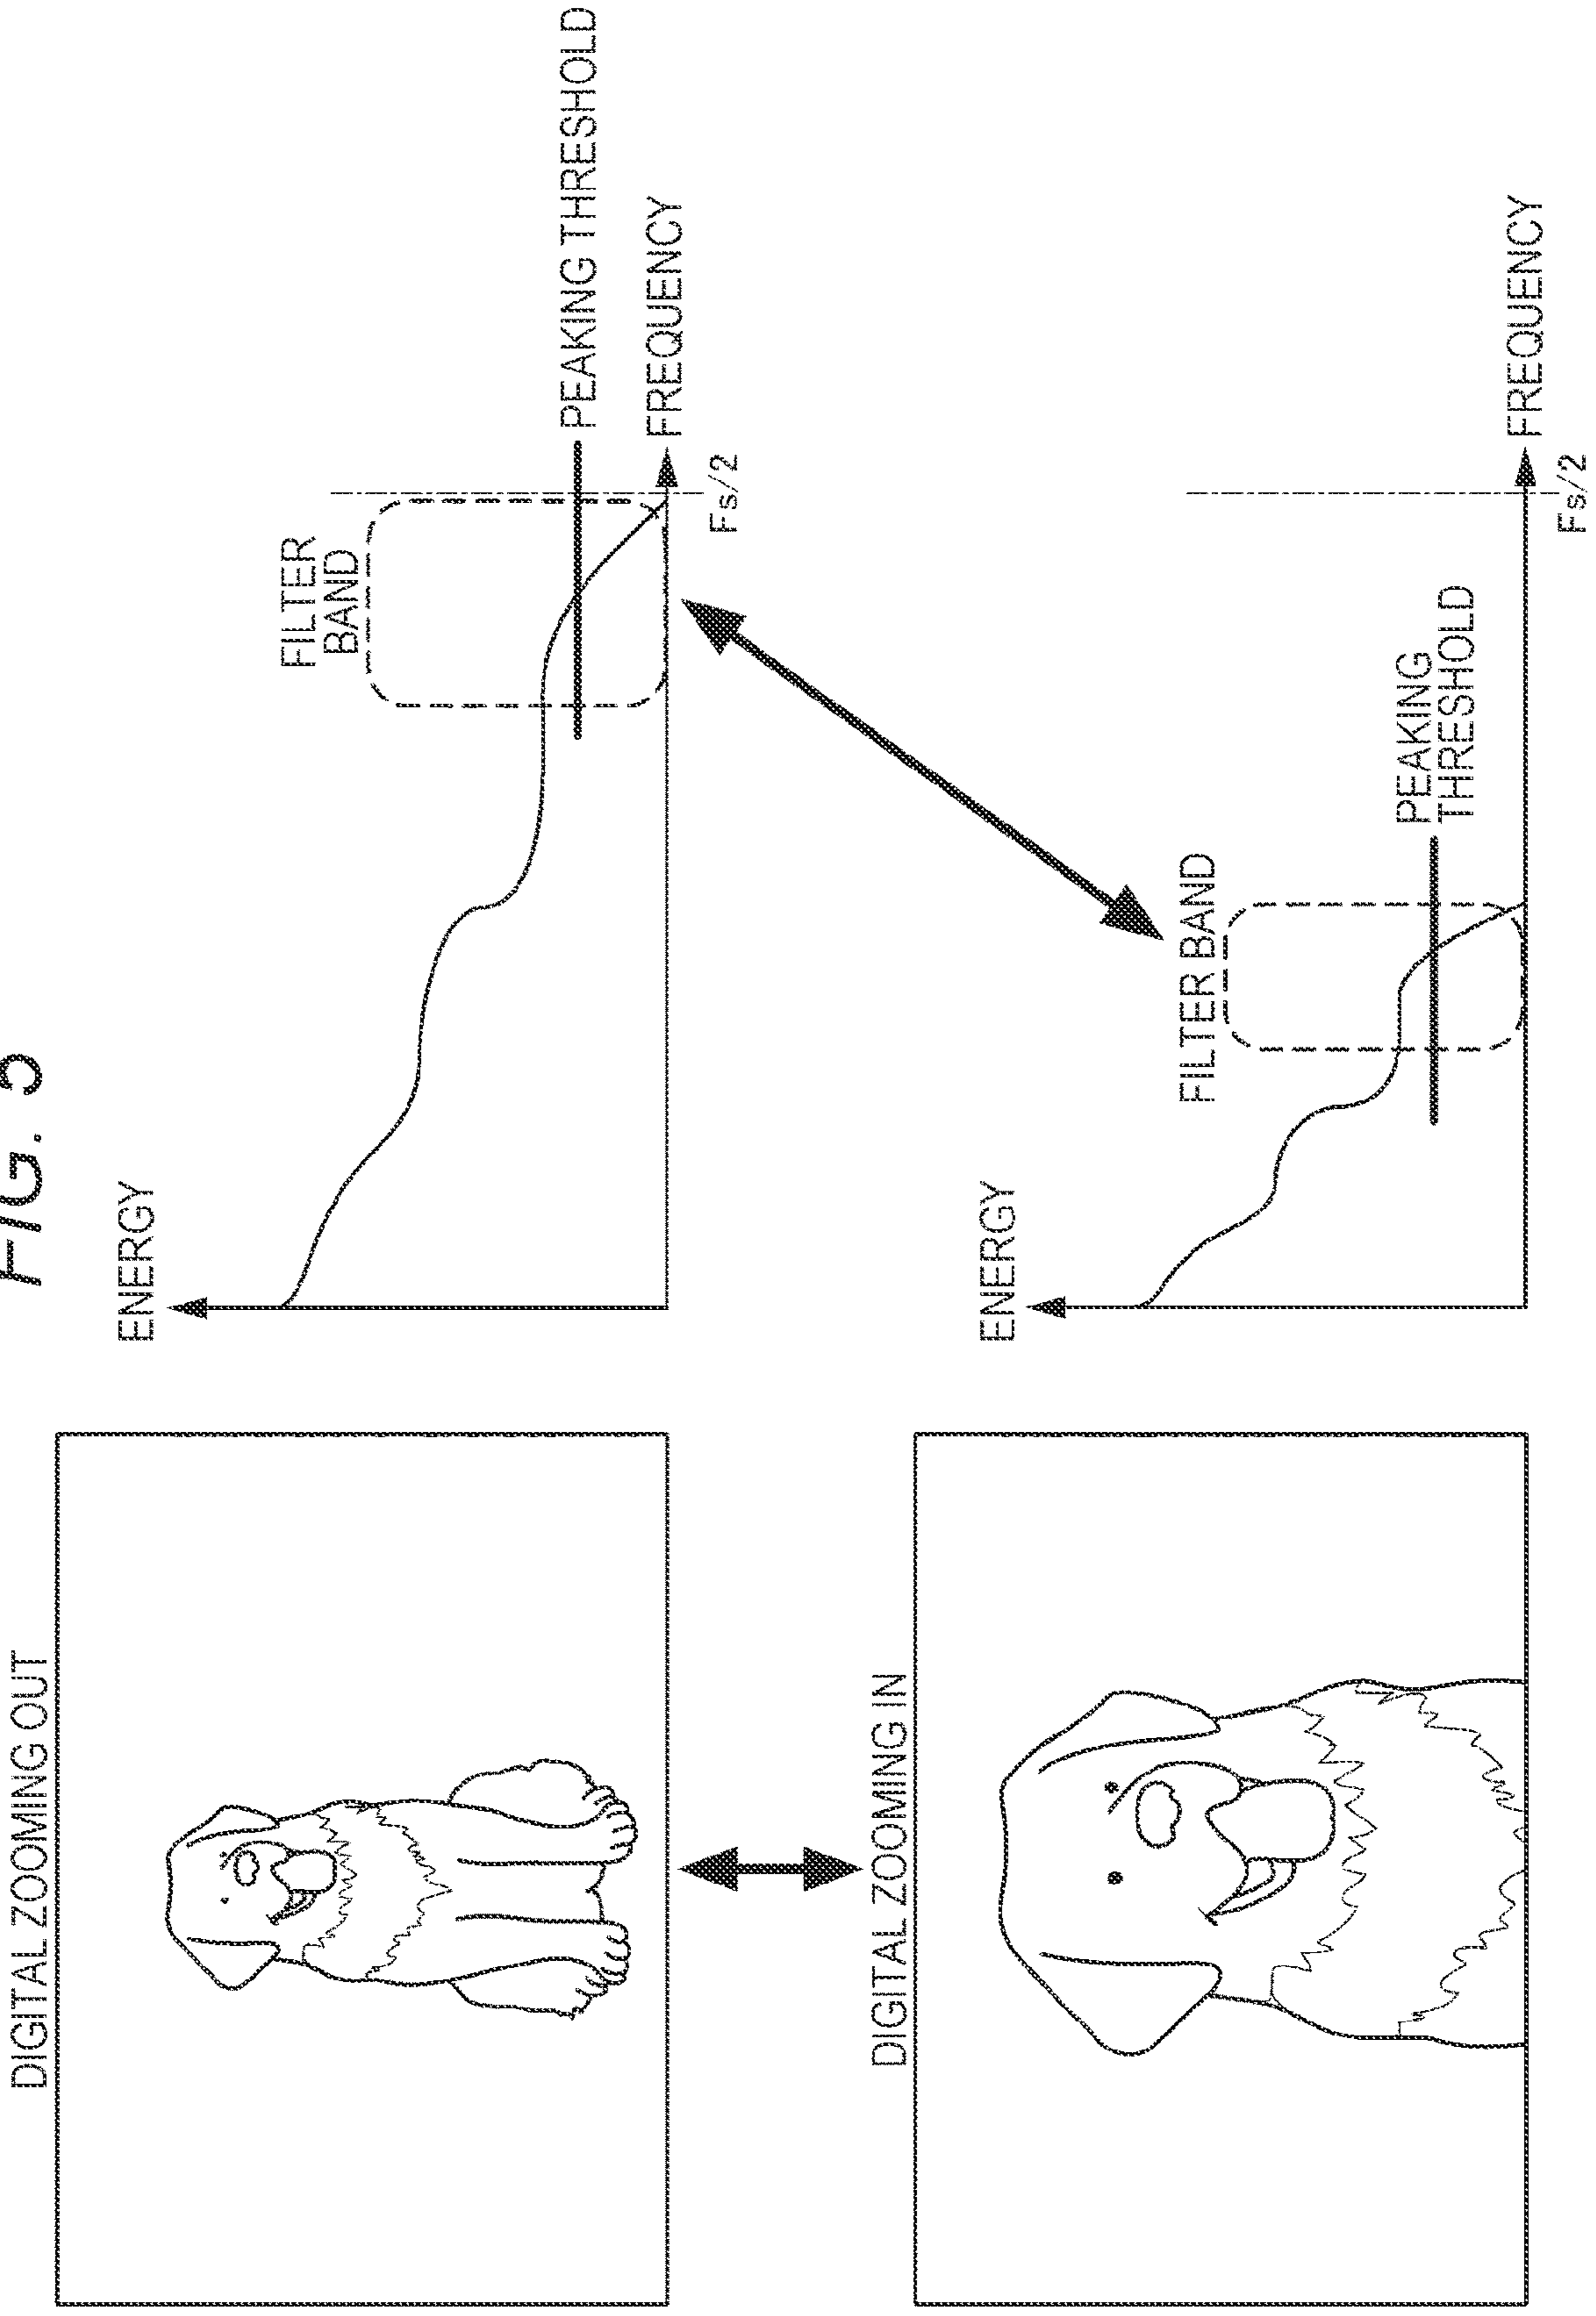 FIG. 5
DIGITAL ZOOMING OUT
ENERGY
FILTER
BAND
PEAKING THRESHOLD
FREQUENCY
Fs/2
DIGITAL ZOOMING IN
ENERGY
FILTER BAND
PEAKING
THRESHOLD
FREQUENCY
Fs/2